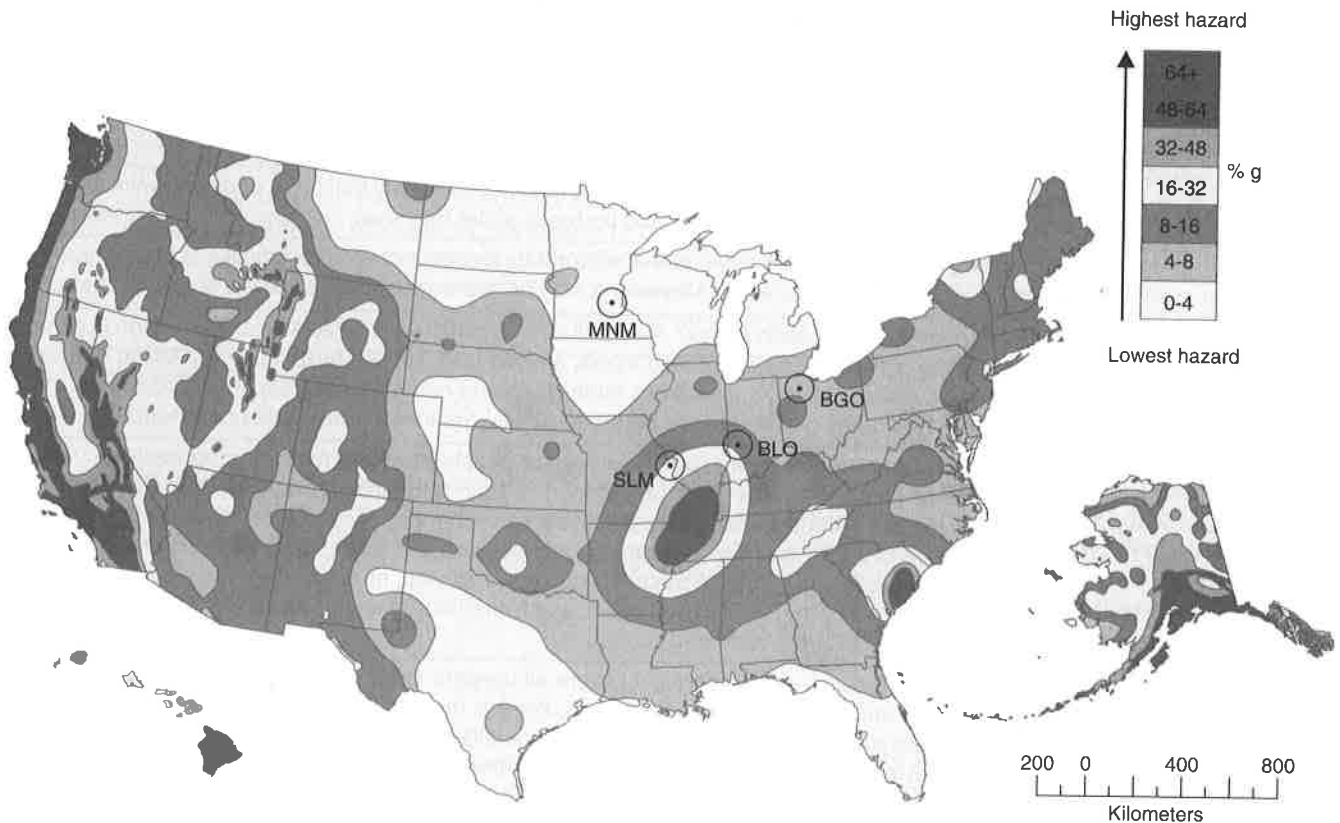 Highest hazard
64+
48-64
32-48
16-32
8-16
4-8
0-4
% g
Lowest hazard
MNM
BGO
BLO
SLM
200 0 400 800
Kilometers